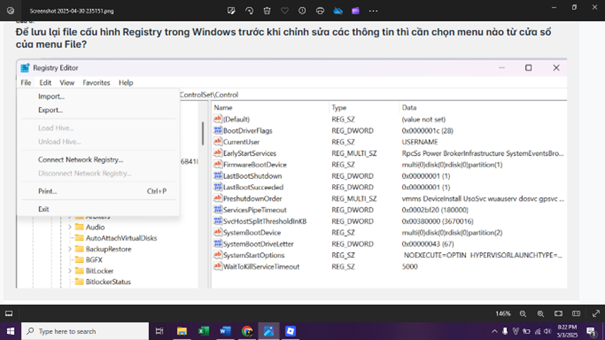 Screenshot 2025-04-30 235151.png
Để lưu lại file cấu hình Registry trong Windows trước khi chỉnh sửa các thông tin thì cần chọn menu nào từ cửa sổ
của menu File?
Registry Editor
File Edit View Favorites Help
Import...
Export...
Load Hive...
Unload Hive...
Connect Network Registry...
Disconnect Network Registry...
Print... Ctrl+P
Exit
Audio
AutoAttachVirtualDisks
BackupRestore
BGFX
BitLocker
BitlockerStatus
ControlSet\Control
Name Type Data
(Default) REG_SZ (value not set)
BootDriverFlags REG_DWORD 0x0000001c (28)
CurrentUser REG_SZ USERNAME
EarlyStartServices REG_MULTI_SZ RpcSs Power BrokerInfrastructure SystemEventsBro...
FirmwareBootDevice REG_SZ multi(0)disk(0)rdisk(0)partition(1)
LastBootShutdown REG_DWORD 0x00000001 (1)
LastBootSucceeded REG_DWORD 0x00000001 (1)
PreshutdownOrder REG_MULTI_SZ vmms DeviceInstall UsoSvc wuauserv dosvc gpsvc ...
ServicesPipeTimeout REG_DWORD 0x0002bf20 (180000)
SvcHostSplitThresholdInKB REG_DWORD 0x00380000 (3670016)
SystemBootDevice REG_SZ multi(0)disk(0)rdisk(0)partition(2)
SystemBootDriveLetter REG_DWORD 0x00000043 (67)
SystemStartOptions REG_SZ NOEXECUTE=OPTIN HYPERVISORLAUNCHTYPE=...
WaitToKillServiceTimeout REG_SZ 5000
146%
Type here to search
8:22 PM
5/3/2025